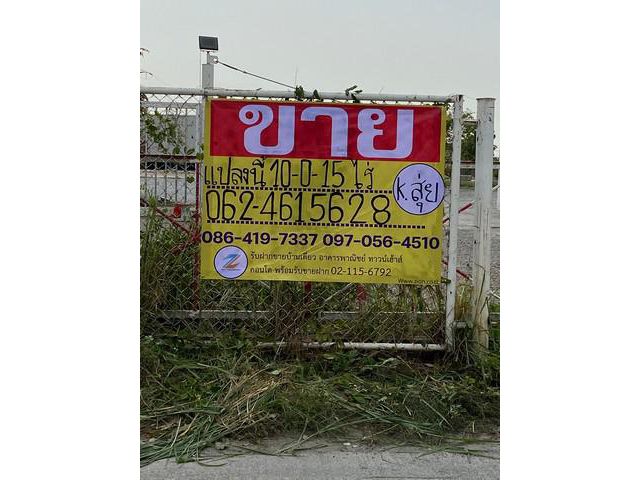 ขาย
แปลงนี้ 10-0-15 ไร่
K.สุ่ย
062-4615628
086-419-7337 097-056-4510
รับฝากขายบ้านเดี่ยว อาคารพาณิชย์ ทาวน์เฮ้าส์
คอนโด-พร้อมรับขายฝาก 02-115-6792